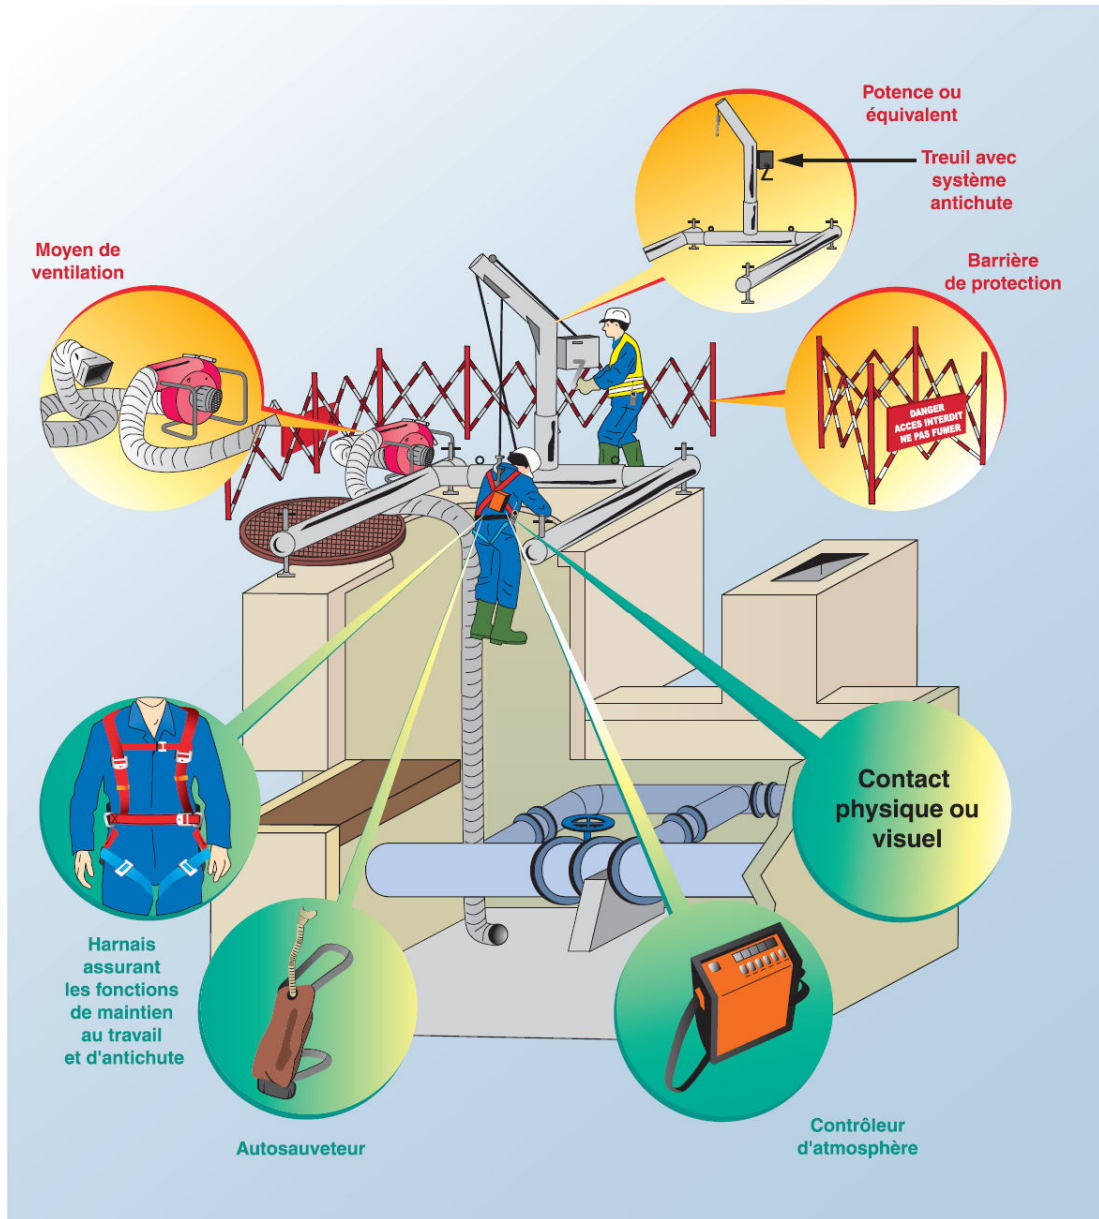 Potence ou
équivalent
Treuil avec
système
antichute
Moyen de
ventilation
Barrière
de protection
DANGER
ACCES INTERDIT
NE PAS FUMER
Contact
physique ou
visuel
Harnais
assurant
les fonctions
de maintien
au travail
et d'antichute
Autosauveteur
Contrôleur
d'atmosphère